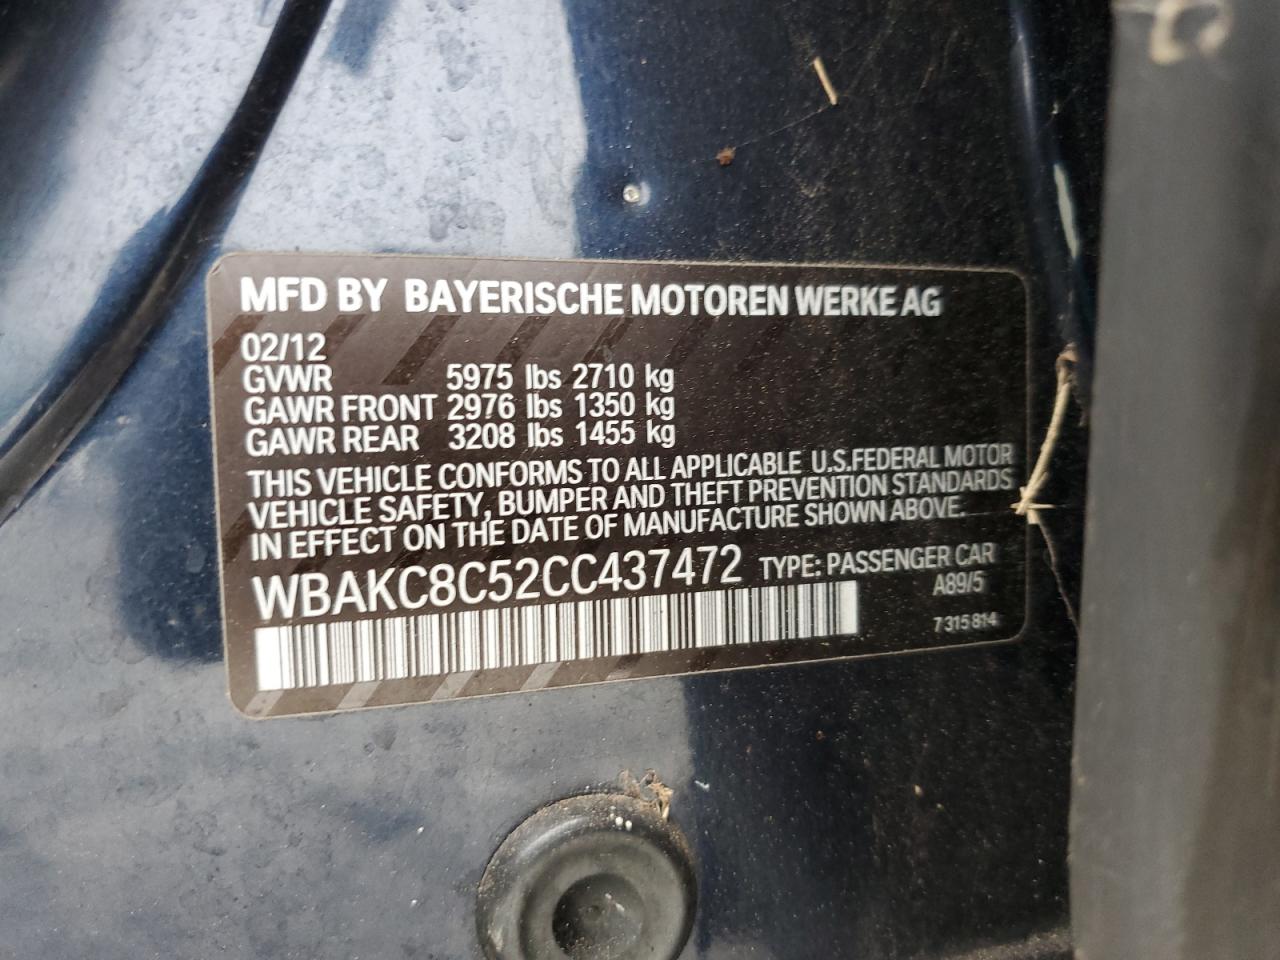 MFD BY BAYERISCHE MOTOREN WERKE AG
02/12
GVWR 5975 lbs 2710 kg
GAWR FRONT 2976 lbs 1350 kg
GAWR REAR 3208 lbs 1455 kg
THIS VEHICLE CONFORMS TO ALL APPLICABLE U.S.FEDERAL MOTOR
VEHICLE SAFETY, BUMPER AND THEFT PREVENTION STANDARDS
IN EFFECT ON THE DATE OF MANUFACTURE SHOWN ABOVE.
WBAKC8C52CC437472 TYPE: PASSENGER CAR
A89/5
7 315 814